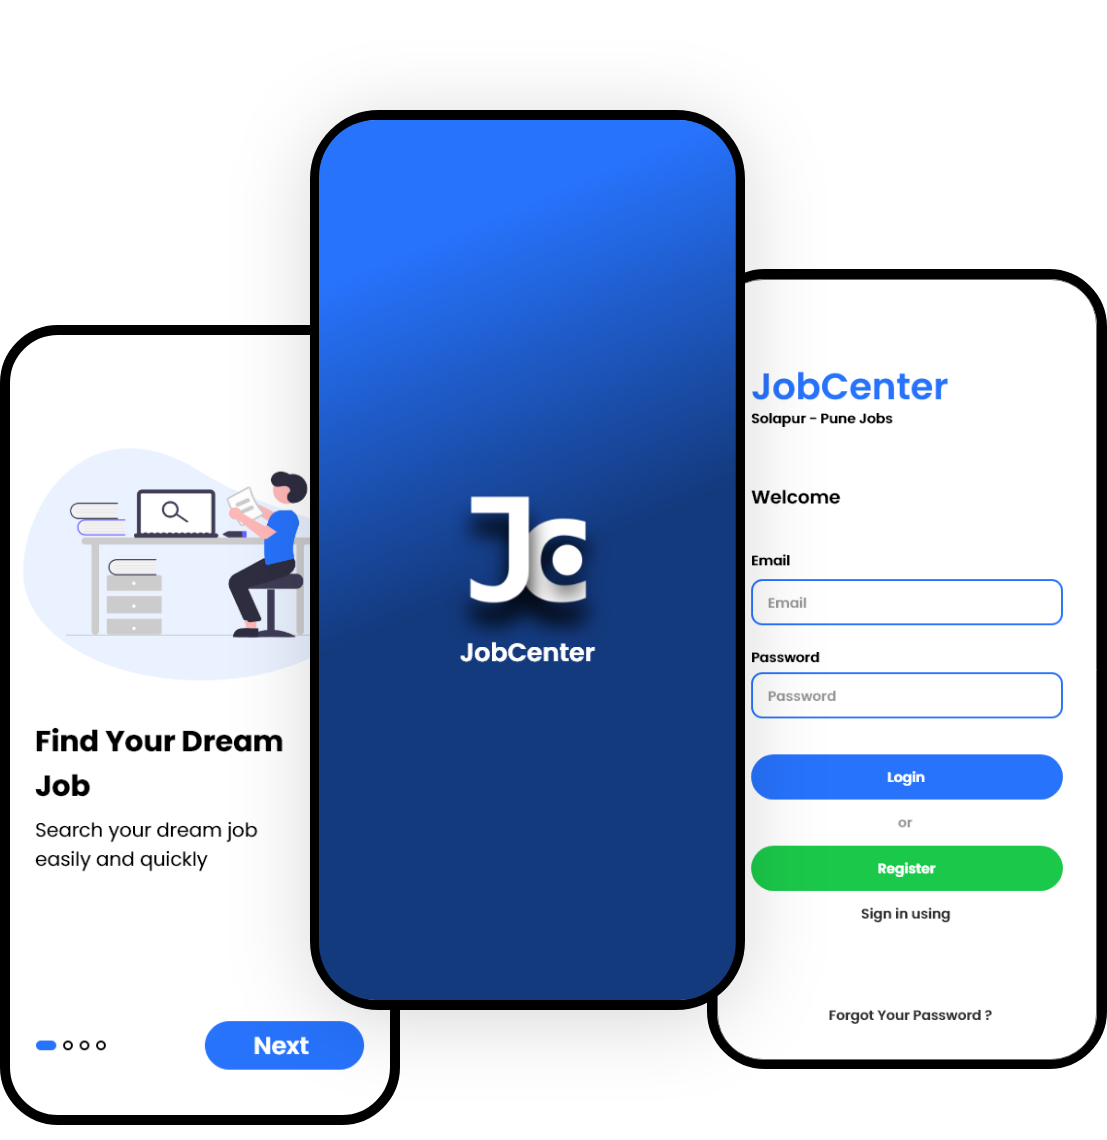 Find Your Dream
Job
Search your dream job
easily and quickly
Next
Jc
JobCenter
JobCenter
Solapur - Pune Jobs
Welcome
Email
Email
Password
Password
Login
or
Register
Sign in using
Forgot Your Password ?